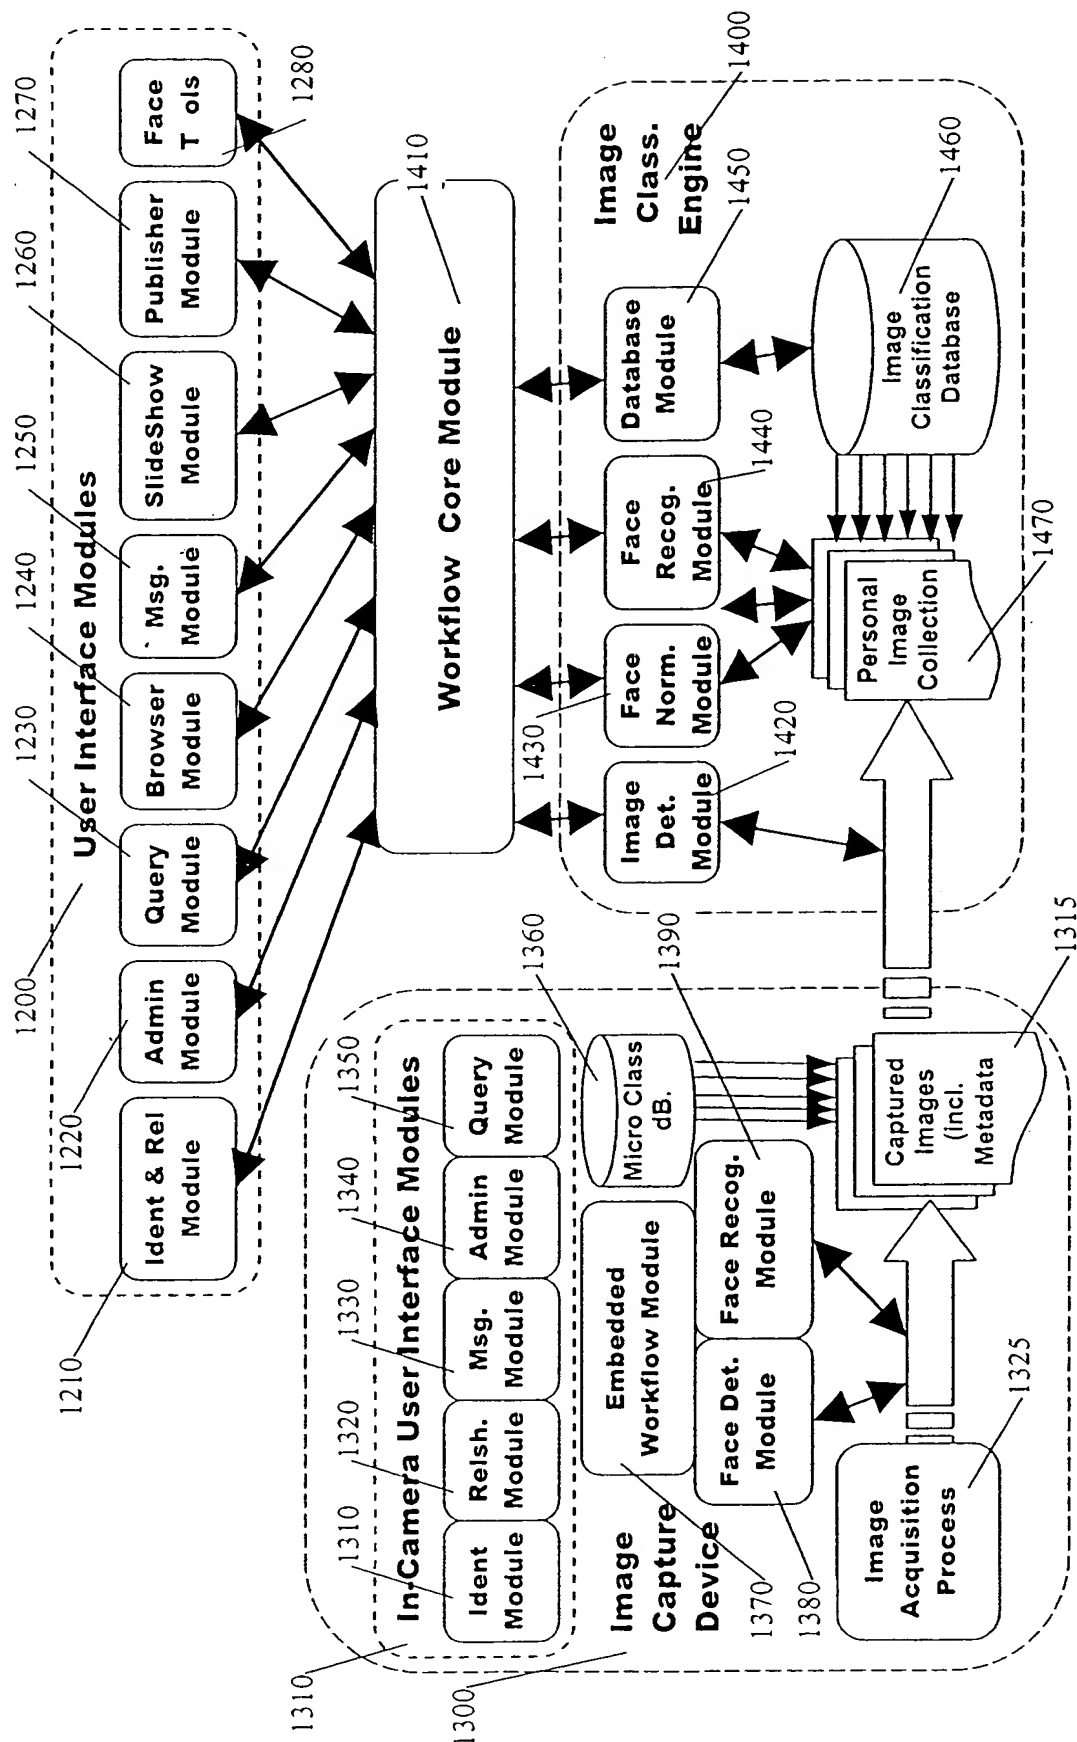 1210
1220
1200
1230
1240
1250
1260
1270
1280
User Interface Modules
Ident & Rel
Module
Admin
Module
Query
Module
Browser
Module
Msg.
Module
SlideShow
Module
Publisher
Module
Face
T ols
1410
Workflow Core Module
1310
1300
1310
1320
1330
1340
1350
In-Camera User Interface Modules
Ident
Module
Relsh.
Module
Msg.
Module
Admin
Module
Query
Module
1360
1390
Image
Capture
Device
1370
1380
Embedded
Workflow Module
Micro Class
dB.
Face Det.
Module
Face Recog.
Module
Image
Acquisition
Process
1325
Captured
Images
(incl.
Metadata
1315
1430
1420
1440
1450
1400
Image
Class.
Engine
Image
Det.
Module
Face
Norm.
Module
Face
Recog.
Module
Database
Module
1460
Personal
Image
Collection
1470
Image
Classification
Database